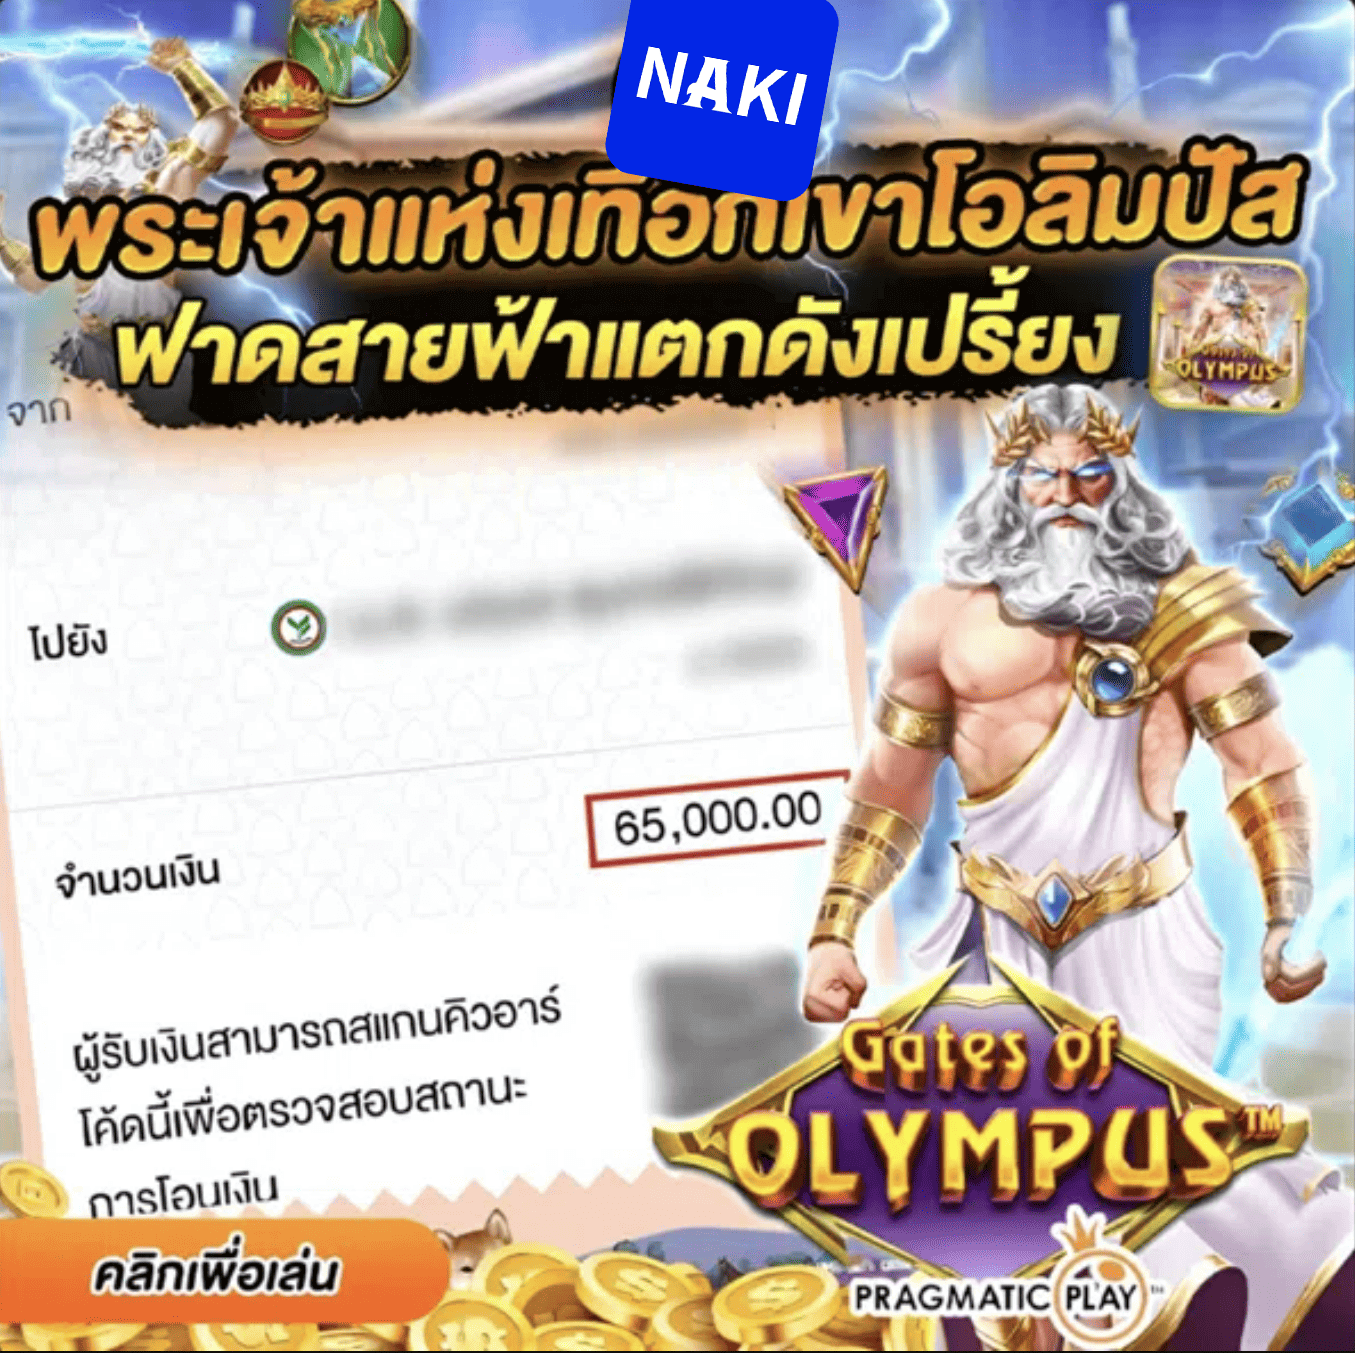 NAKI
พระเจ้าแห่งเทือกเขาโอลิมปัส
ฟาดสายฟ้าแตกดังเปรี้ยง
OLYMPUS
จาก
ไปยัง
จำนวนเงิน
65,000.00
ผู้รับเงินสามารถสแกนคิวอาร์
โค้ดนี้เพื่อตรวจสอบสถานะ
การโอนเงิน
Gates of
OLYMPUS™
คลิกเพื่อเล่น
PRAGMATIC PLAY™